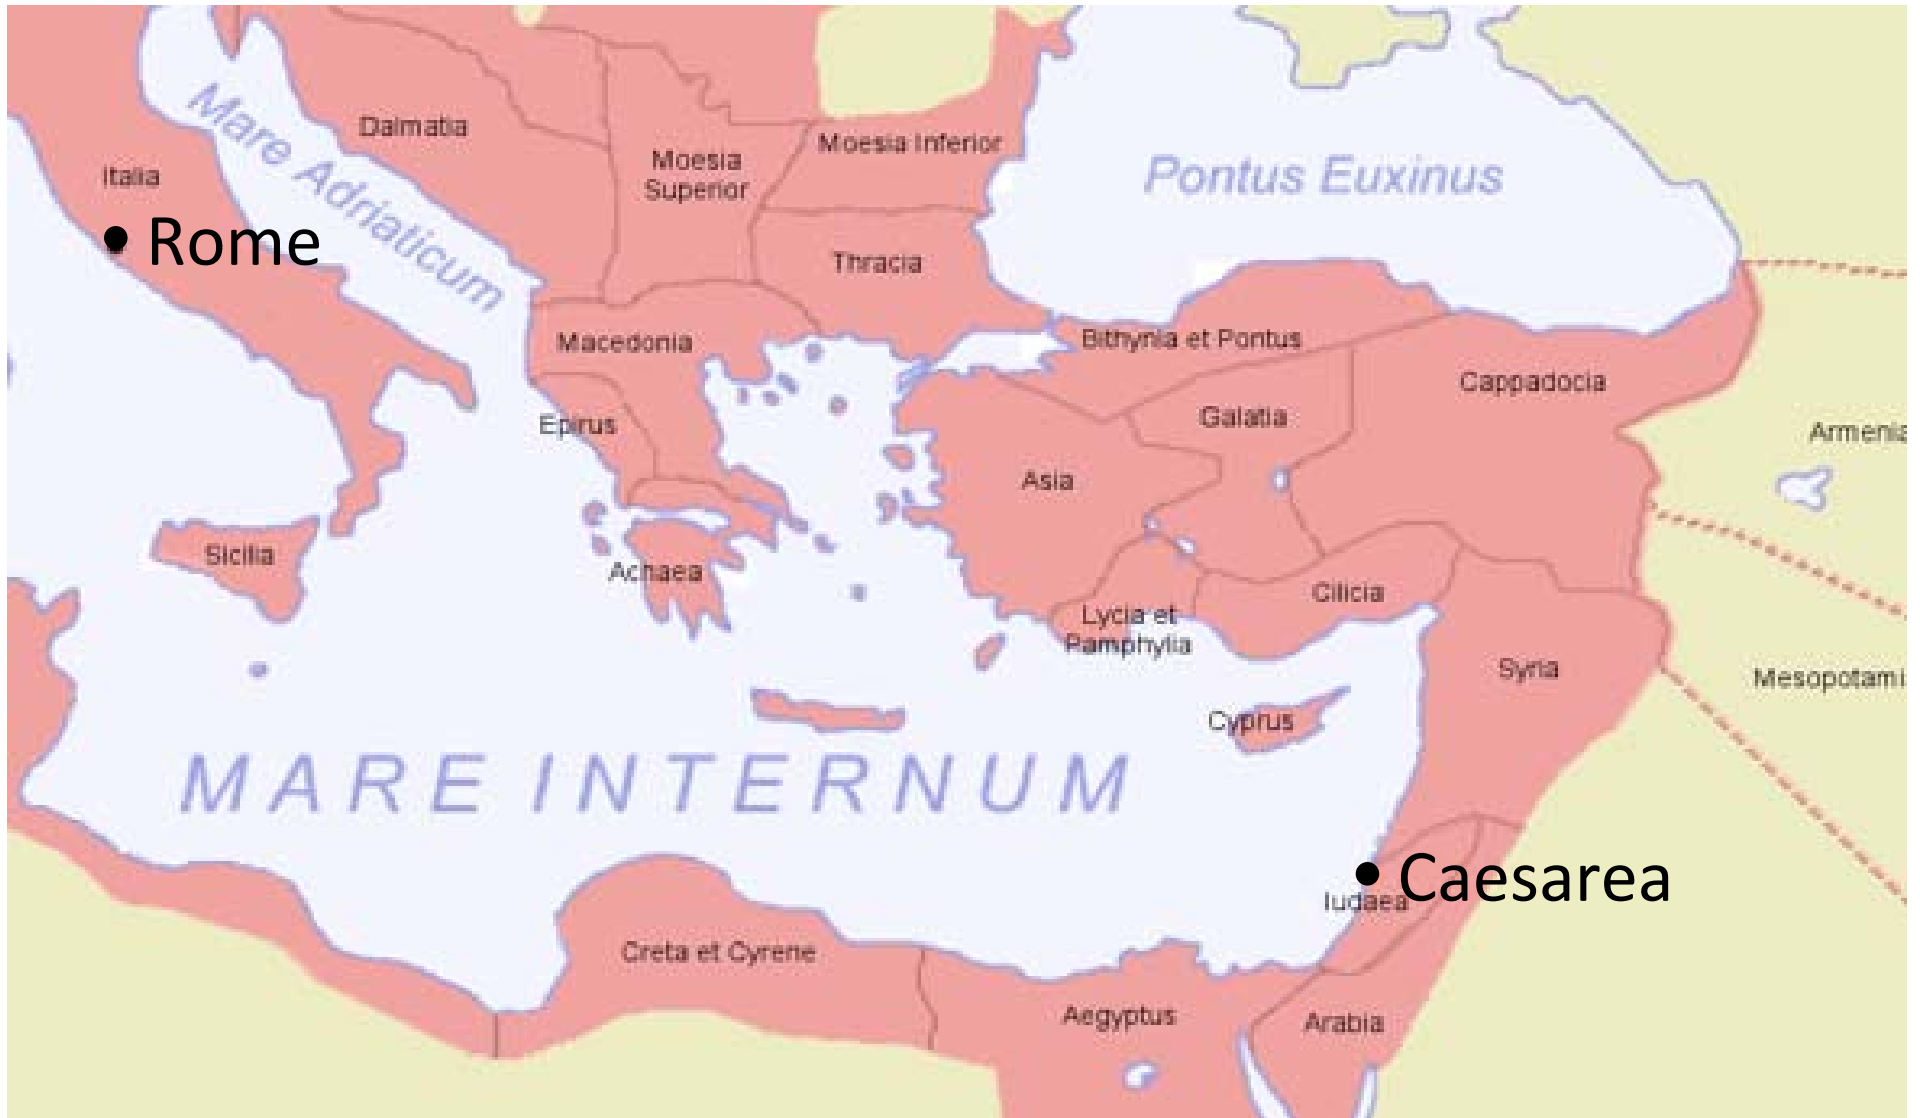 Dalmatia
Moesia Inferior
Moesia
Superior
Mare Adriaticum
Italia
Pontus Euxinus
Rome
Thracia
Macedonia
Bithynia et Pontus
Cappadocia
Galatia
Epirus
Armenia
Asia
Sicilia
Achaea
Cilicia
Lycia et
Pamphylia
Syria
Mesopotami
Cyprus
MARE INTERNUM
Caesarea
Iudaea
Creta et Cyrene
Aegyptus
Arabia